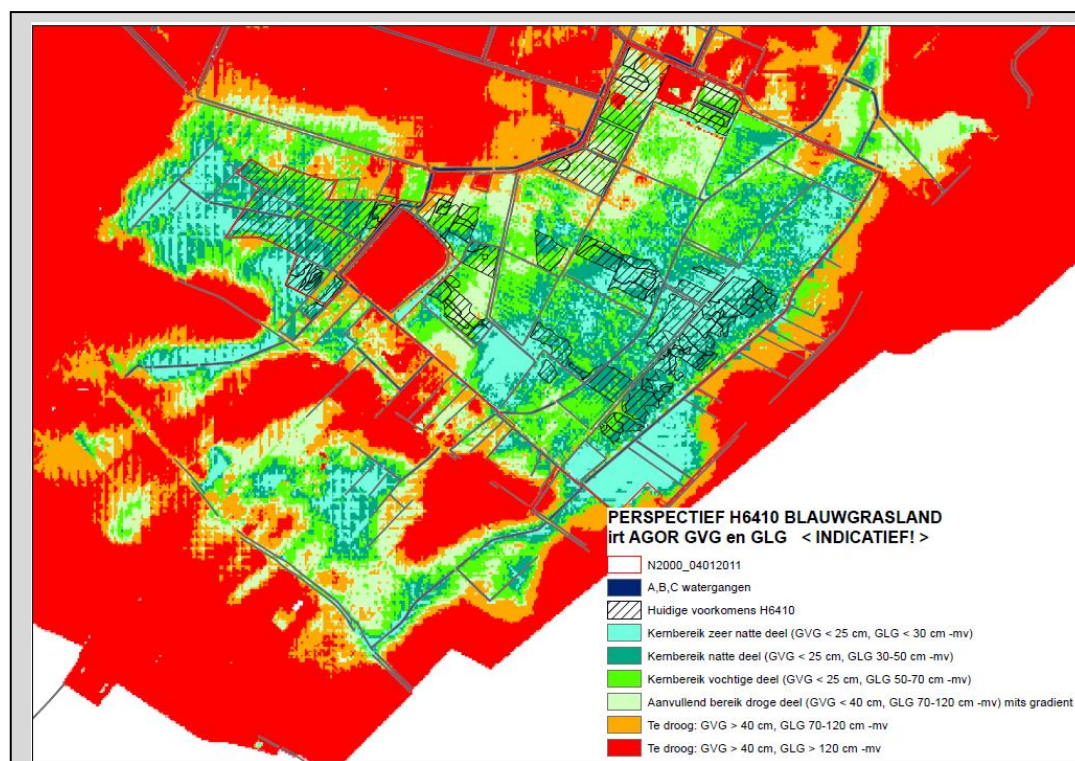 PERSPECTIEF H6410 BLAUWGRASLAND
irt AGOR GVG en GLG < INDICATIEF! >
N2000_04012011
A,B,C watergangen
Huidige voorkomens H6410
Kernbereik zeer natte deel (GVG < 25 cm, GLG < 30 cm -mv)
Kernbereik natte deel (GVG < 25 cm, GLG 30-50 cm -mv)
Kernbereik vochtige deel (GVG < 25 cm, GLG 50-70 cm -mv)
Aanvullend bereik droge deel (GVG < 40 cm, GLG 70-120 cm -mv) mits gradient
Te droog: GVG > 40 cm, GLG 70-120 cm -mv
Te droog: GVG > 40 cm, GLG > 120 cm -mv